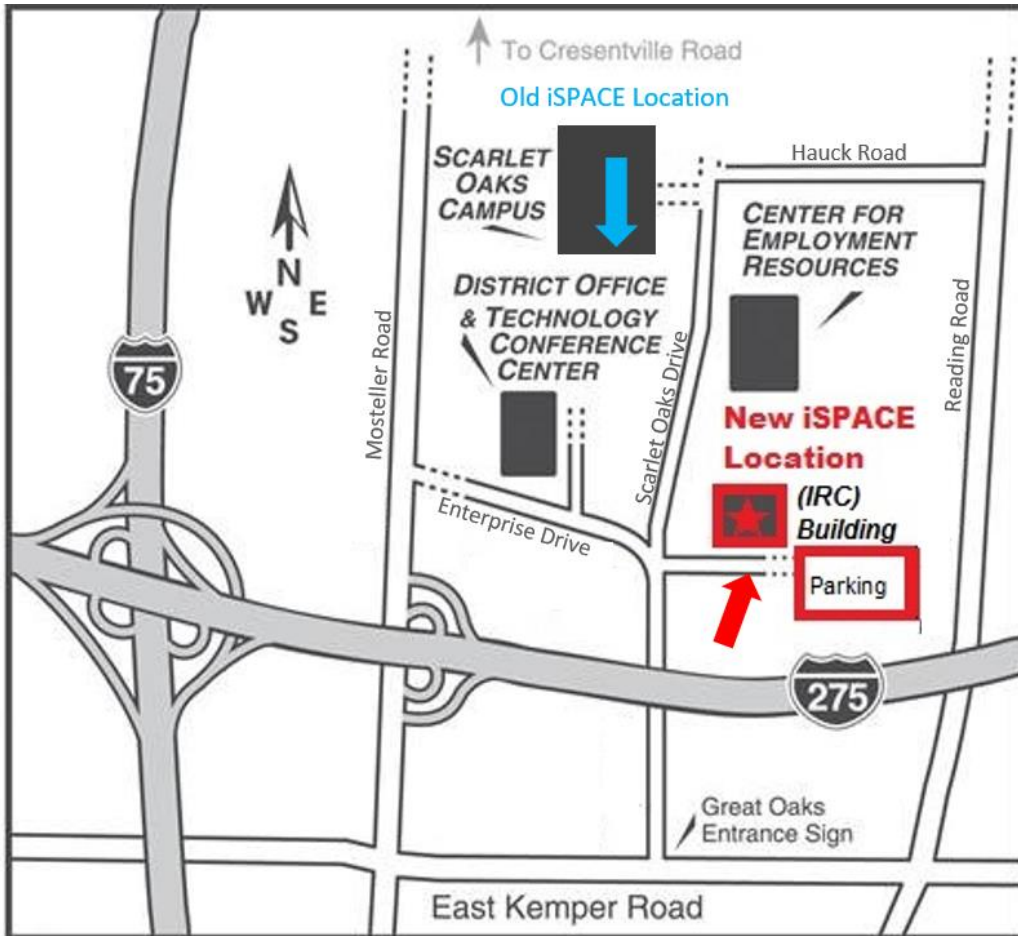 To Cresentville Road
Old iSPACE Location
SCARLET
OAKS
CAMPUS
Hauck Road
CENTER FOR
EMPLOYMENT
RESOURCES
N
W E
S
DISTRICT OFFICE
& TECHNOLOGY
CONFERENCE
CENTER
75
Mosteller Road
Scarlet Oaks Drive
Reading Road
New iSPACE
Location
(IRC)
Building
Enterprise Drive
Parking
275
Great Oaks
Entrance Sign
East Kemper Road